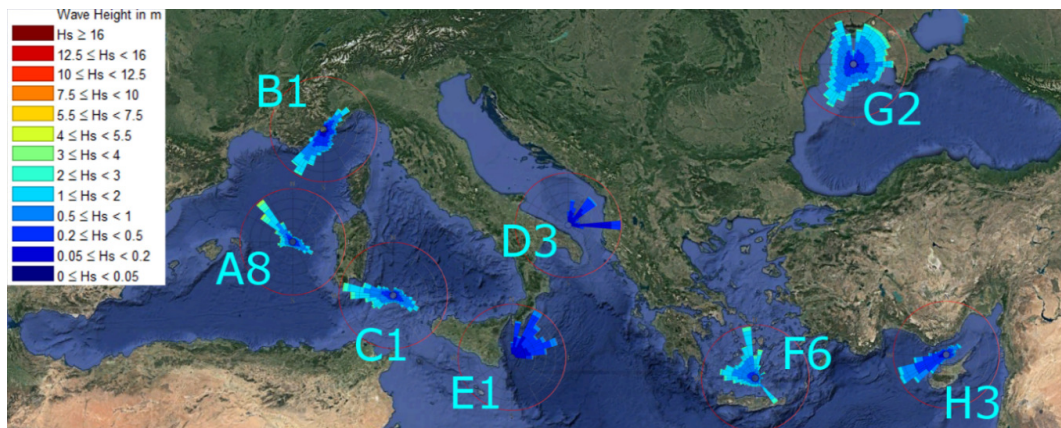 Wave Height in m
Hs ≥ 16
12.5 ≤ Hs < 16
10 ≤ Hs < 12.5
7.5 ≤ Hs < 10
5.5 ≤ Hs < 7.5
4 ≤ Hs < 5.5
3 ≤ Hs < 4
2 ≤ Hs < 3
1 ≤ Hs < 2
0.5 ≤ Hs < 1
0.2 ≤ Hs < 0.5
0.05 ≤ Hs < 0.2
0 ≤ Hs < 0.05
B1
G2
A8
D3
C1
E1
F6
H3